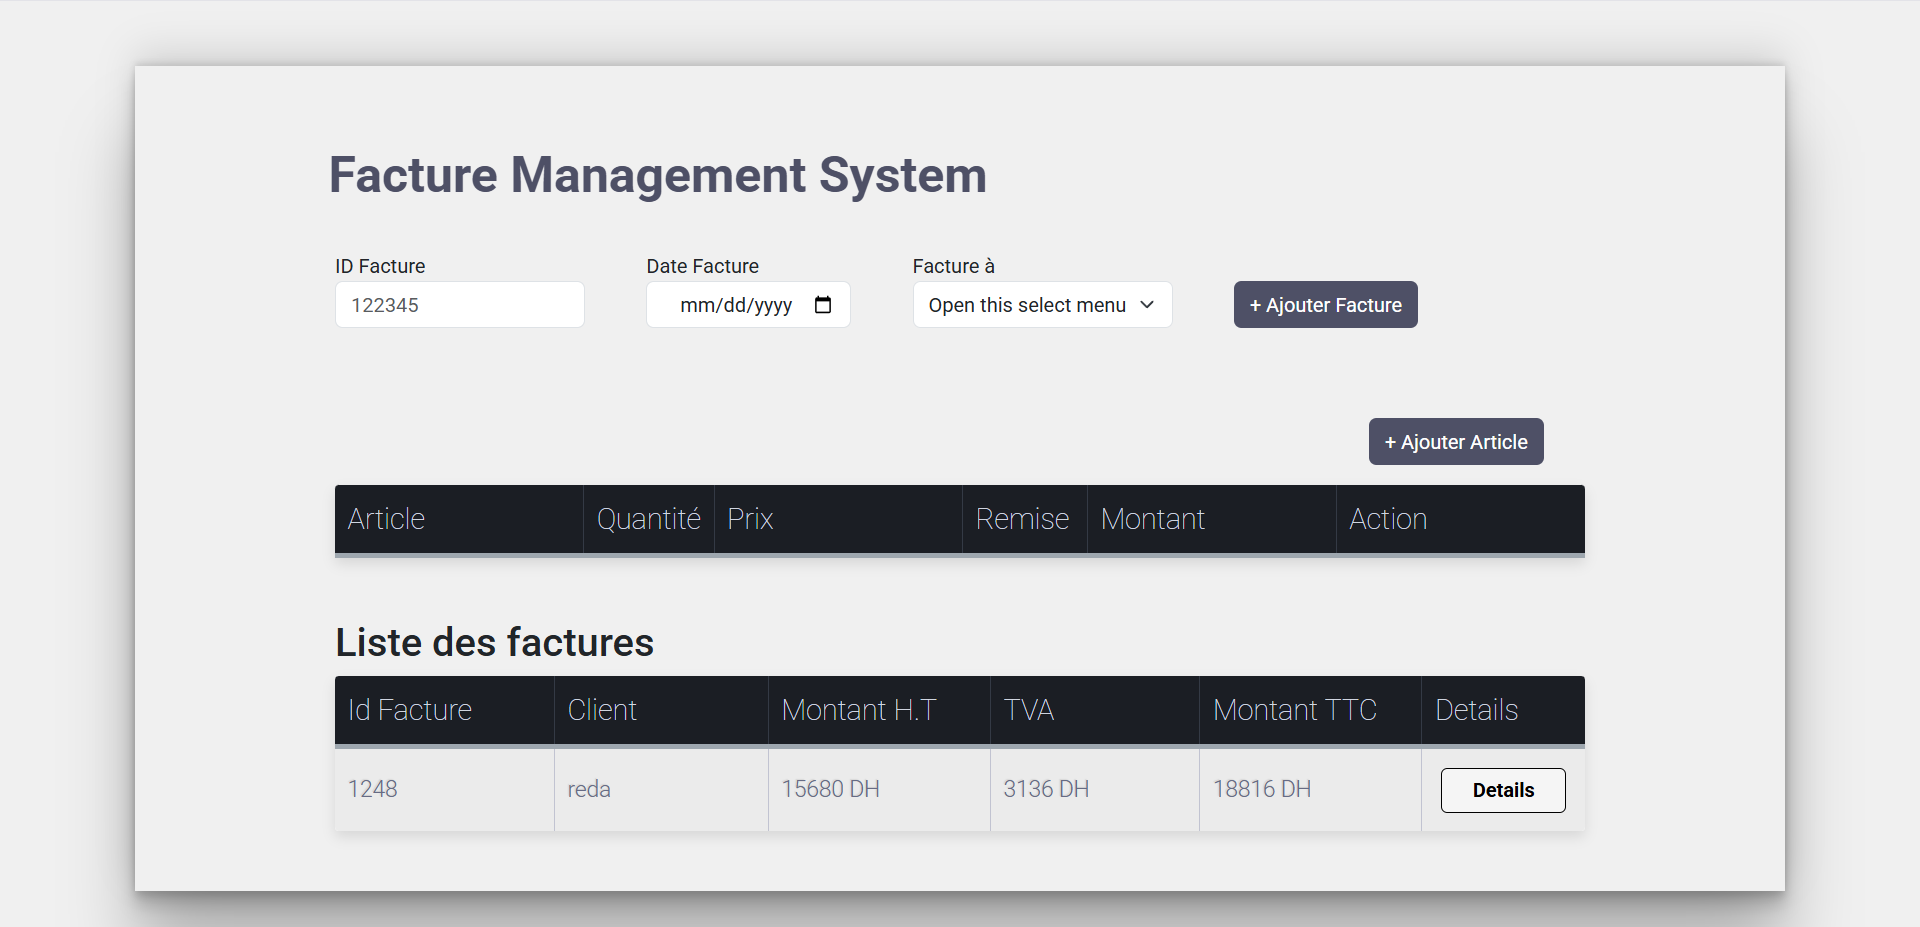 Facture Management System
ID Facture Date Facture Facture à
122345 mm/dd/yyyy Open this select menu + Ajouter Facture
+ Ajouter Article
Article Quantité Prix Remise Montant Action
Liste des factures
Id Facture Client Montant H.T TVA Montant TTC Details
1248 reda 15680 DH 3136 DH 18816 DH Details